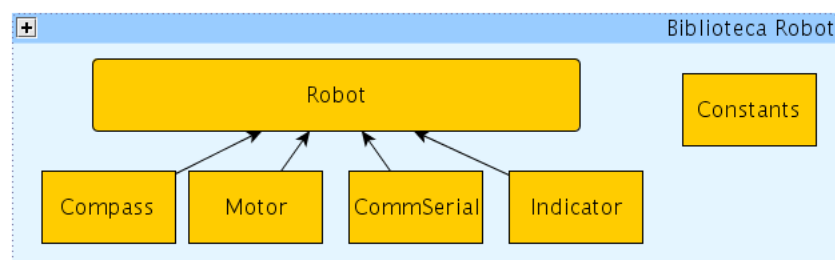 Biblioteca Robot
Robot
Constants
Compass
Motor
CommSerial
Indicator